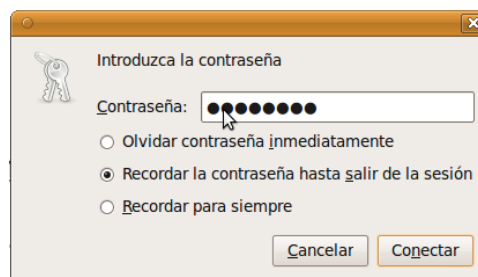 Introduzca la contraseña
Contraseña: ●●●●●●●●
Olvidar contraseña inmediatamente
Recordar la contraseña hasta salir de la sesión
Recordar para siempre
Cancelar Conectar